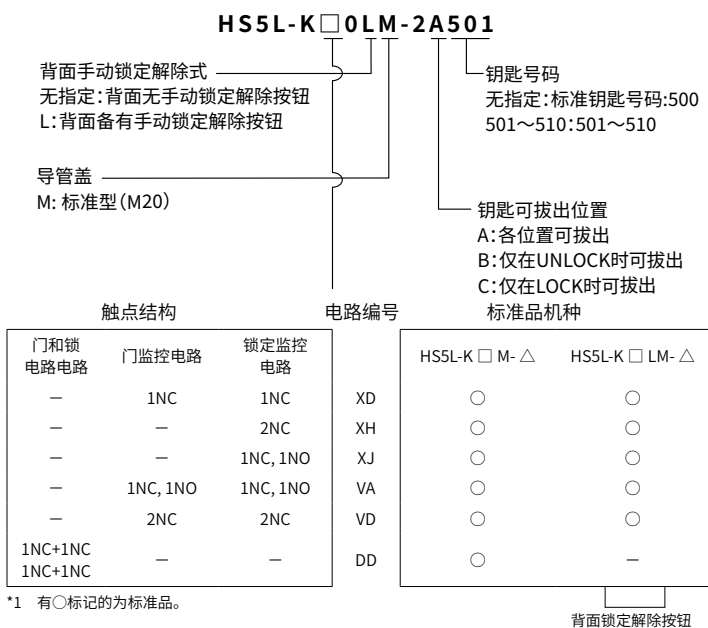 HS5L-K□0LM-2A501
背面手动锁定解除式
无指定：背面无手动锁定解除按钮
L：背面备有手动锁定解除按钮
钥匙号码
无指定：标准钥匙号码:500
501～510：501～510
导管盖
M: 标准型（M20）
钥匙可拔出位置
A：各位置可拔出
B：仅在UNLOCK时可拔出
C：仅在LOCK时可拔出
触点结构 电路编号 标准品机种
门和锁
电路电路 门监控电路 锁定监控
电路 HS5L-K □ M- △ HS5L-K □ LM- △
－ 1NC 1NC XD ○ ○
－ － 2NC XH ○ ○
－ － 1NC, 1NO XJ ○ ○
－ 1NC, 1NO 1NC, 1NO VA ○ ○
－ 2NC 2NC VD ○ ○
1NC+1NC
1NC+1NC － － DD ○ －
*1 有○标记的为标准品。
背面锁定解除按钮